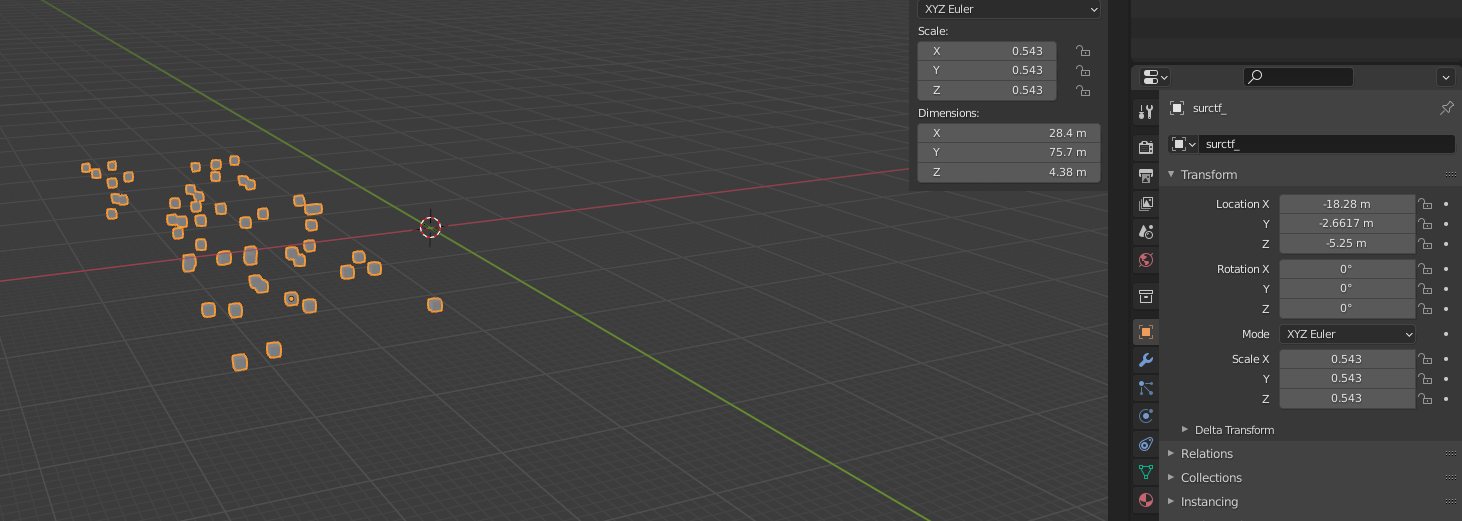 XYZ Euler
Scale:
X 0.543
Y 0.543
Z 0.543
Dimensions:
X 28.4 m
Y 75.7 m
Z 4.38 m
surctf_
surctf_
Transform
Location X -18.28 m
Y -2.6617 m
Z -5.25 m
Rotation X 0°
Y 0°
Z 0°
Mode XYZ Euler
Scale X 0.543
Y 0.543
Z 0.543
Delta Transform
Relations
Collections
Instancing